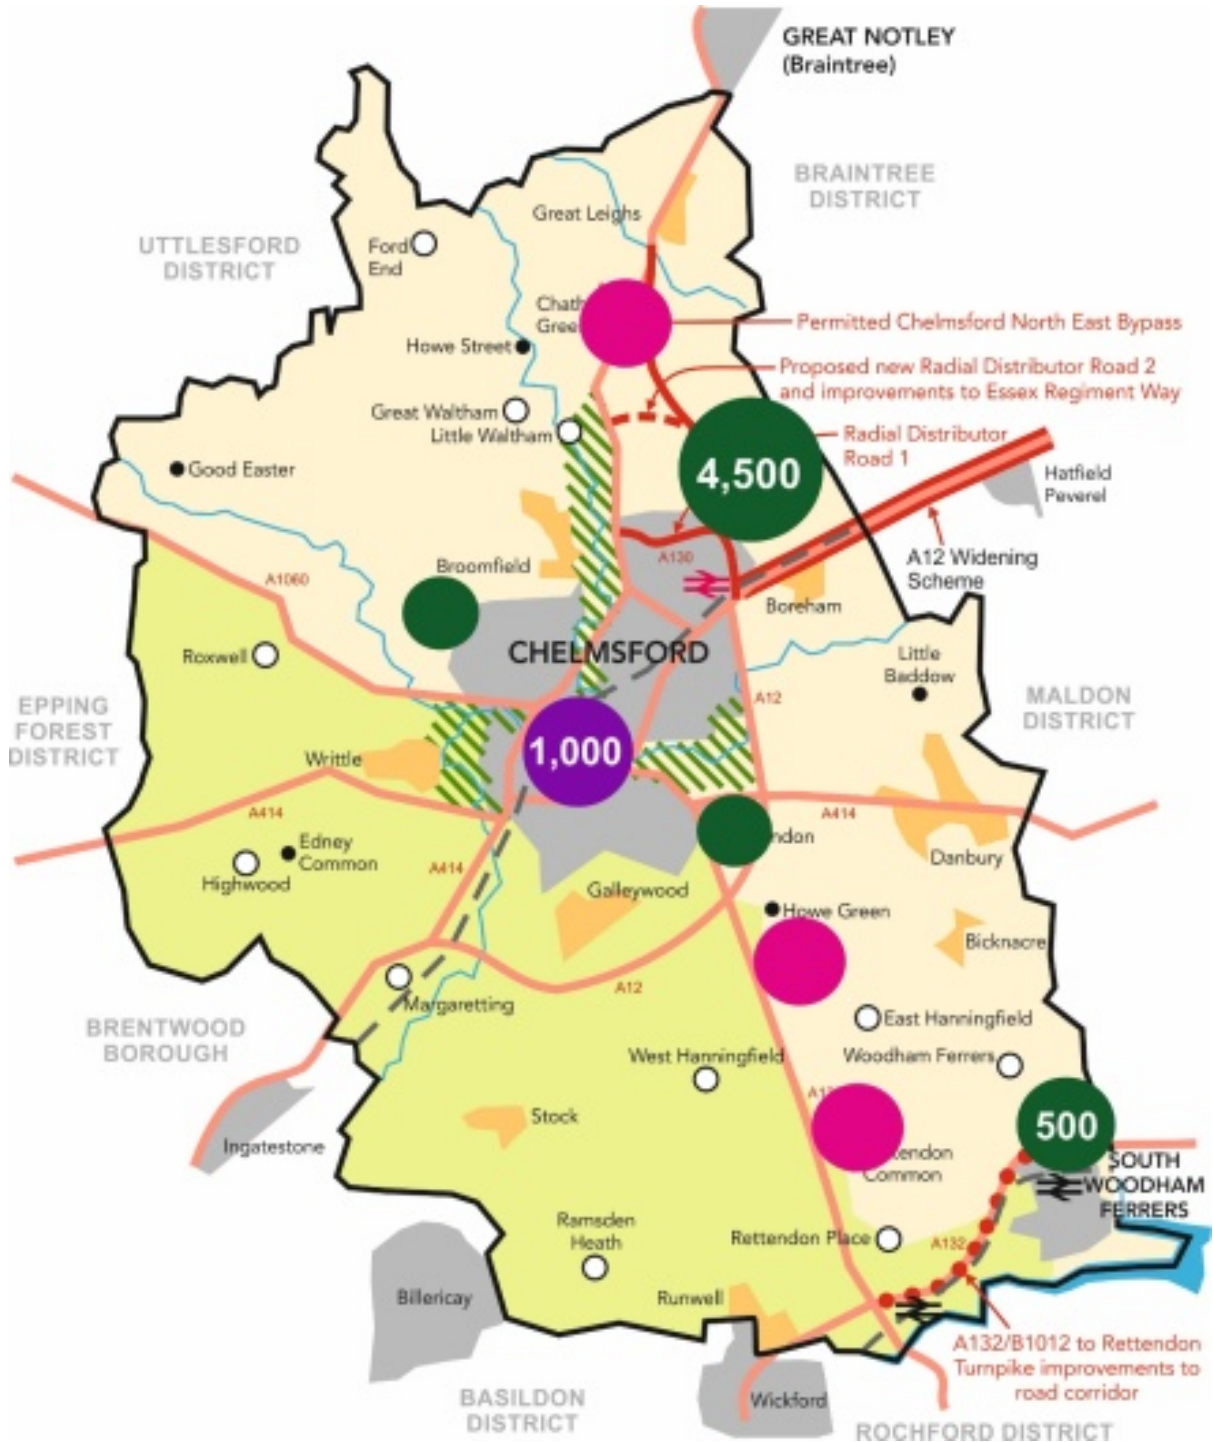 GREAT NOTLEY
(Braintree)
BRAINTREE
DISTRICT
UTTLESFORD
DISTRICT
Great Leighs
Ford
End
Permitted Chelmsford North East Bypass
Howe Street
Proposed new Radial Distributor Road 2
and improvements to Essex Regiment Way
Great Waltham
Little Waltham
Radial Distributor
Road 1
4,500
Good Easter
Hatfield
Peverel
A130
A12 Widening
Scheme
Broomfield
A1060
Boreham
CHELMSFORD
Roxwell
Little
Baddow
A12
EPPING
FOREST
DISTRICT
MALDON
DISTRICT
Writtle
1,000
A414
A414
Edney
Common
A414
Danbury
Highwood
Galleywood
Howe Green
Bicknacre
A12
Margaretting
East Hanningfield
BRENTWOOD
BOROUGH
West Hanningfield
Woodham Ferrers
Stock
500
Ingatestone
Common
SOUTH
WOODHAM
FERRERS
Ramsden
Heath
Rettendon Place
A132
Billericay
Runwell
A132/B1012 to Rettendon
Turnpike improvements to
road corridor
BASILDON
DISTRICT
Wickford
ROCHFORD DISTRICT